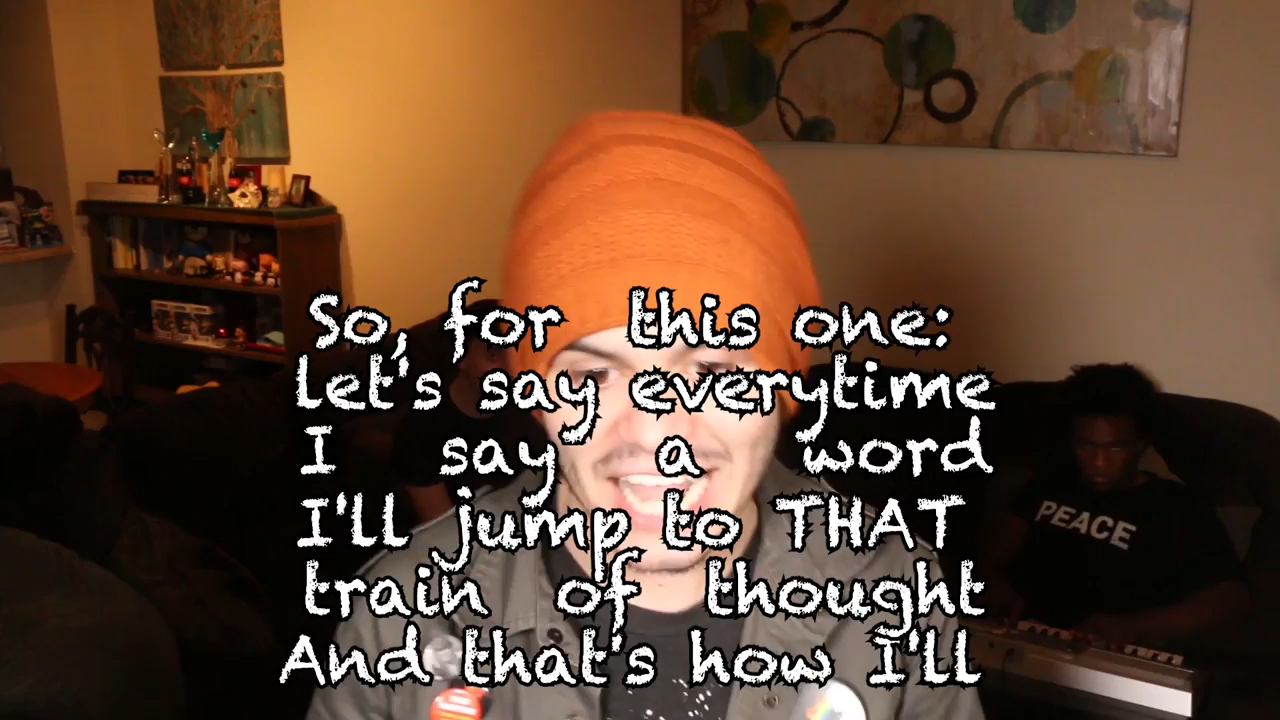 So, for this one:
let's say everytime
I say a word
I'll jump to THAT
train of thought
And that's how I'll
PEACE